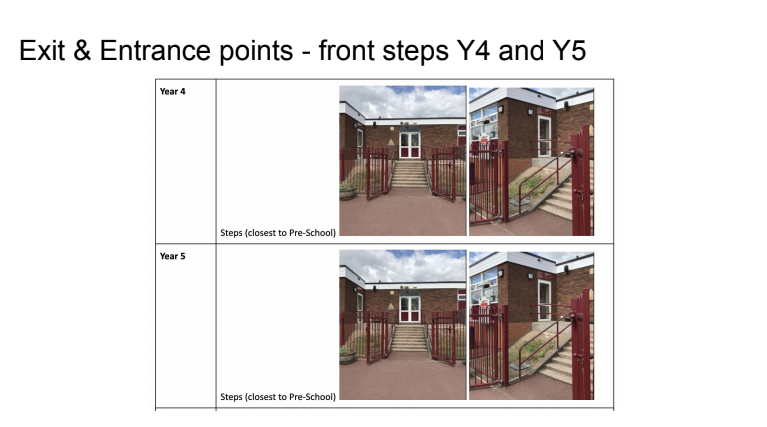 Exit & Entrance points - front steps Y4 and Y5
Year 4
Steps (closest to Pre-School)
Year 5
Steps (closest to Pre-School)